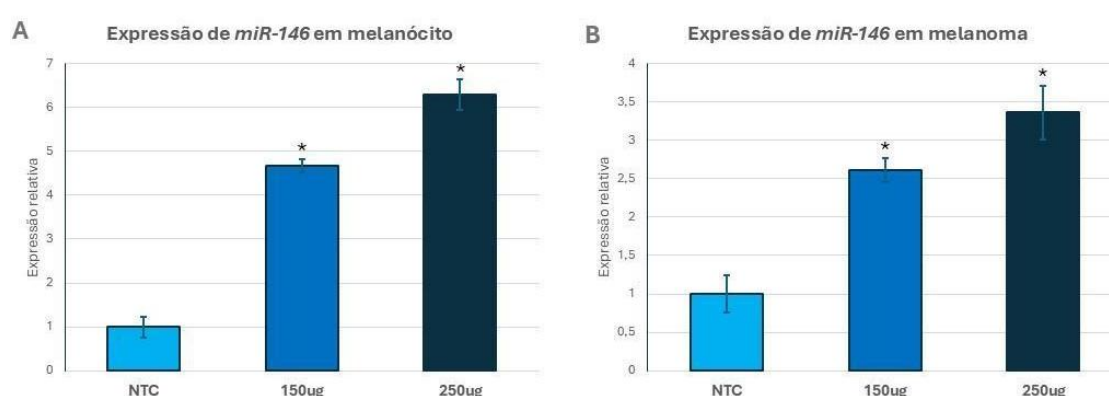 A
Expressão de miR-146 em melanócito
Expressão relativa
7
6
5
4
3
2
1
0
*
*
NTC
150ug
250ug
B
Expressão de miR-146 em melanoma
Expressão relativa
4
3,5
3
2,5
2
1,5
1
0,5
0
*
*
NTC
150ug
250ug